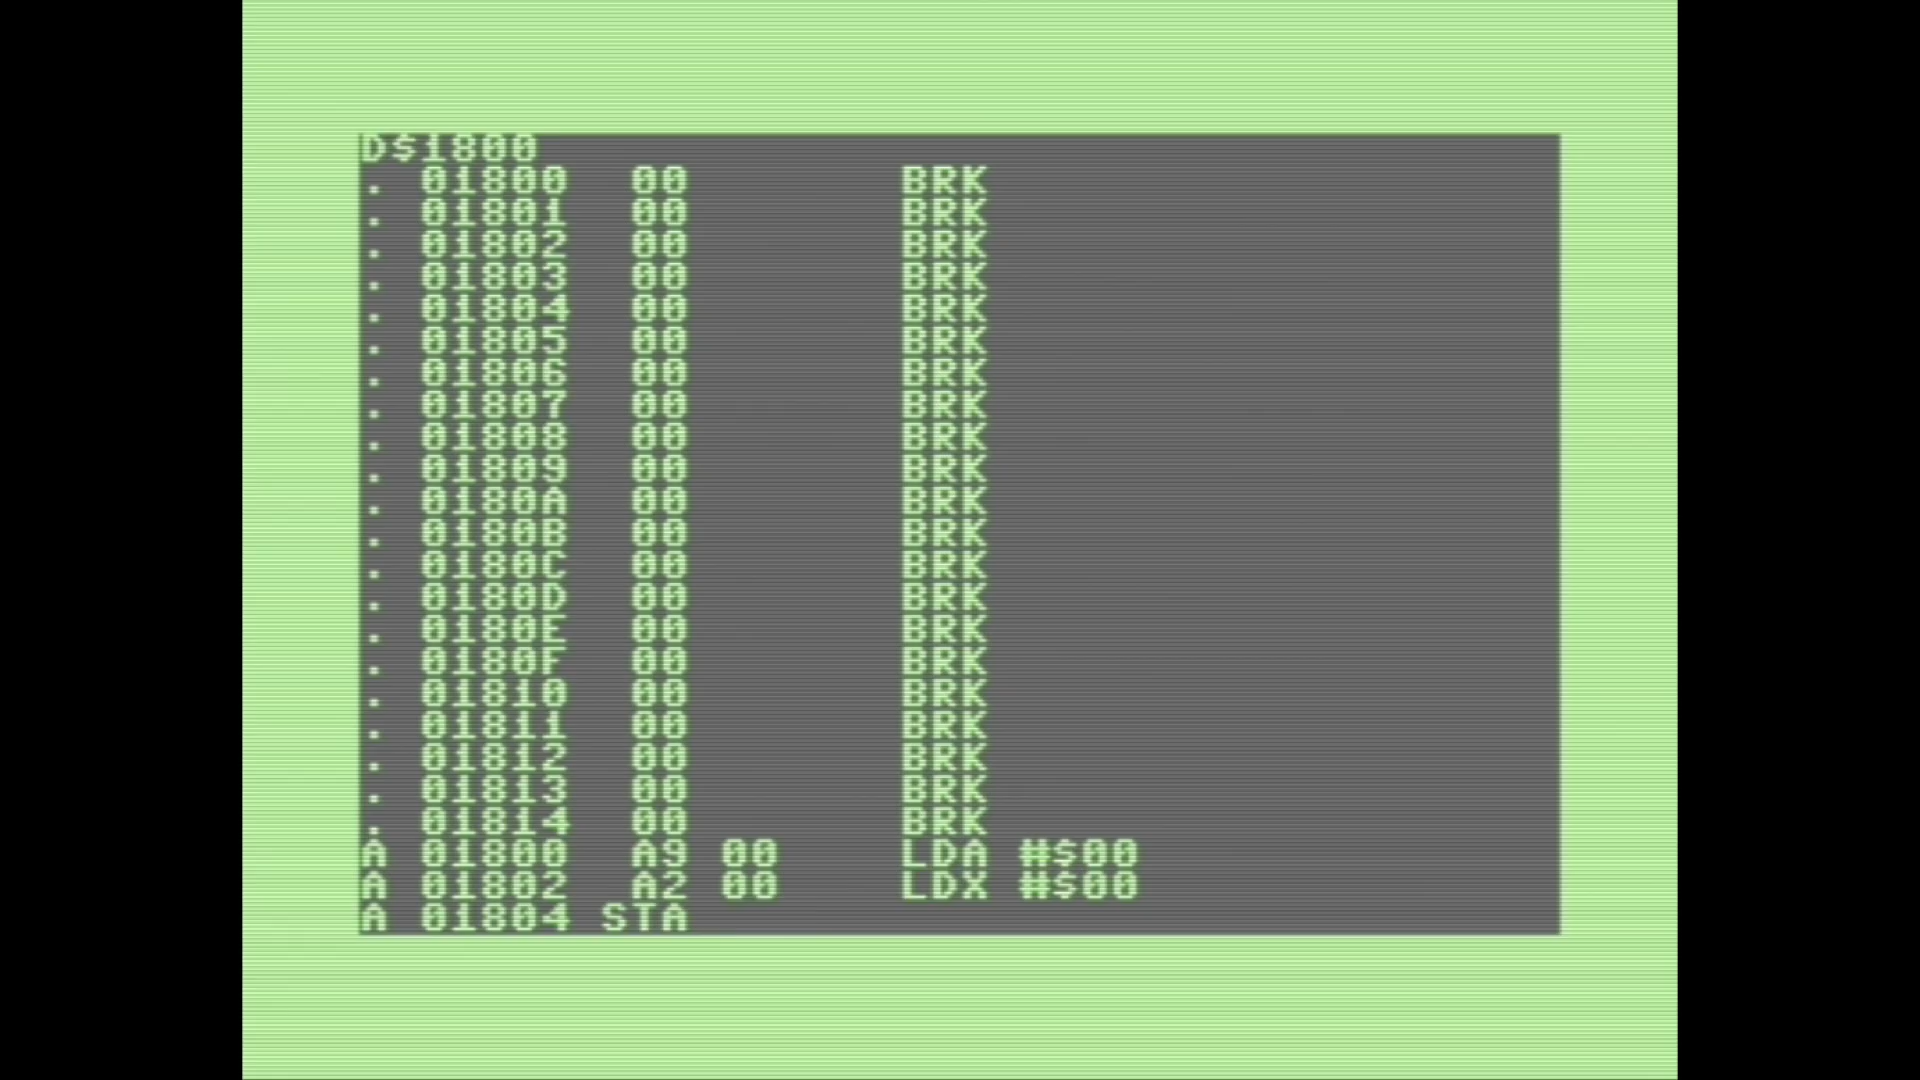 D$1800
. 01800  00       BRK
. 01801  00       BRK
. 01802  00       BRK
. 01803  00       BRK
. 01804  00       BRK
. 01805  00       BRK
. 01806  00       BRK
. 01807  00       BRK
. 01808  00       BRK
. 01809  00       BRK
. 0180A  00       BRK
. 0180B  00       BRK
. 0180C  00       BRK
. 0180D  00       BRK
. 0180E  00       BRK
. 0180F  00       BRK
. 01810  00       BRK
. 01811  00       BRK
. 01812  00       BRK
. 01813  00       BRK
. 01814  00       BRK
A 01800  A9 00    LDA #$00
A 01802  A2 00    LDX #$00
A 01804 STA